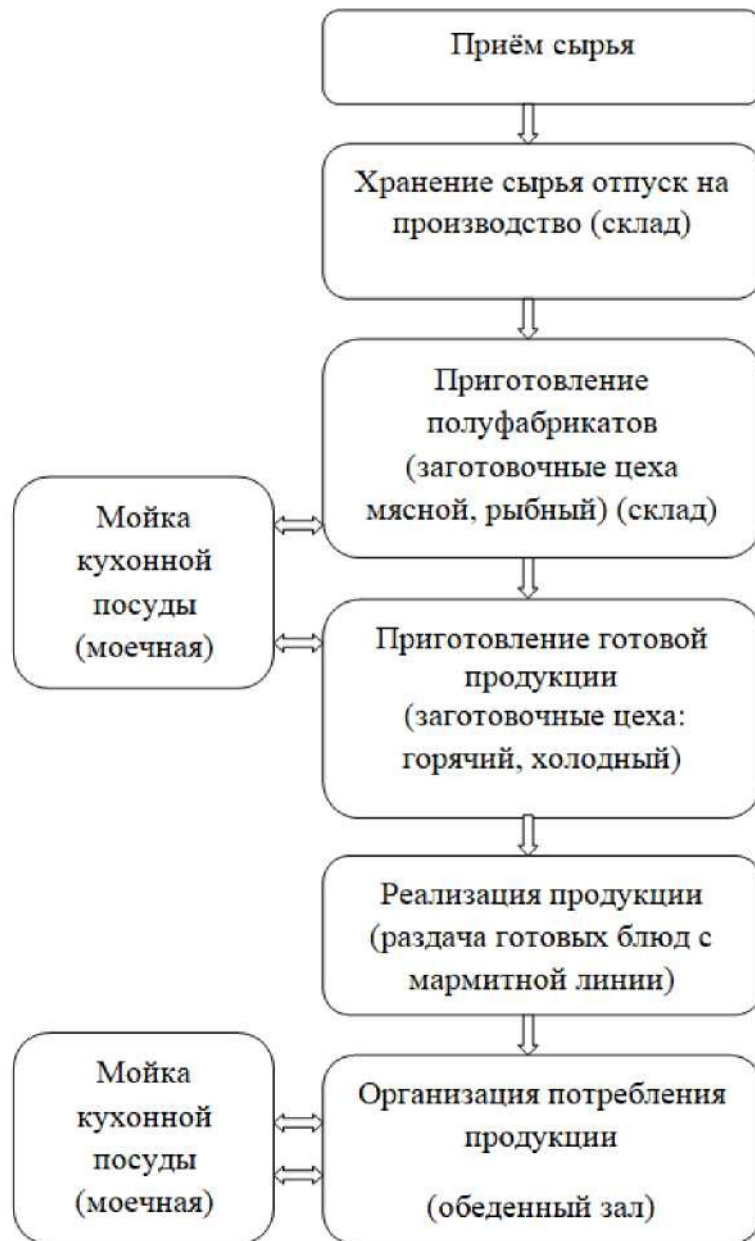 Приём сырья
Хранение сырья отпуск на
производство (склад)
Приготовление
полуфабрикатов
(заготовочные цеха
мясной, рыбный) (склад)
Мойка
кухонной
посуды
(моечная)
Приготовление готовой
продукции
(заготовочные цеха:
горячий, холодный)
Реализация продукции
(раздача готовых блюд с
мармитной линии)
Мойка
кухонной
посуды
(моечная)
Организация потребления
продукции
(обеденный зал)